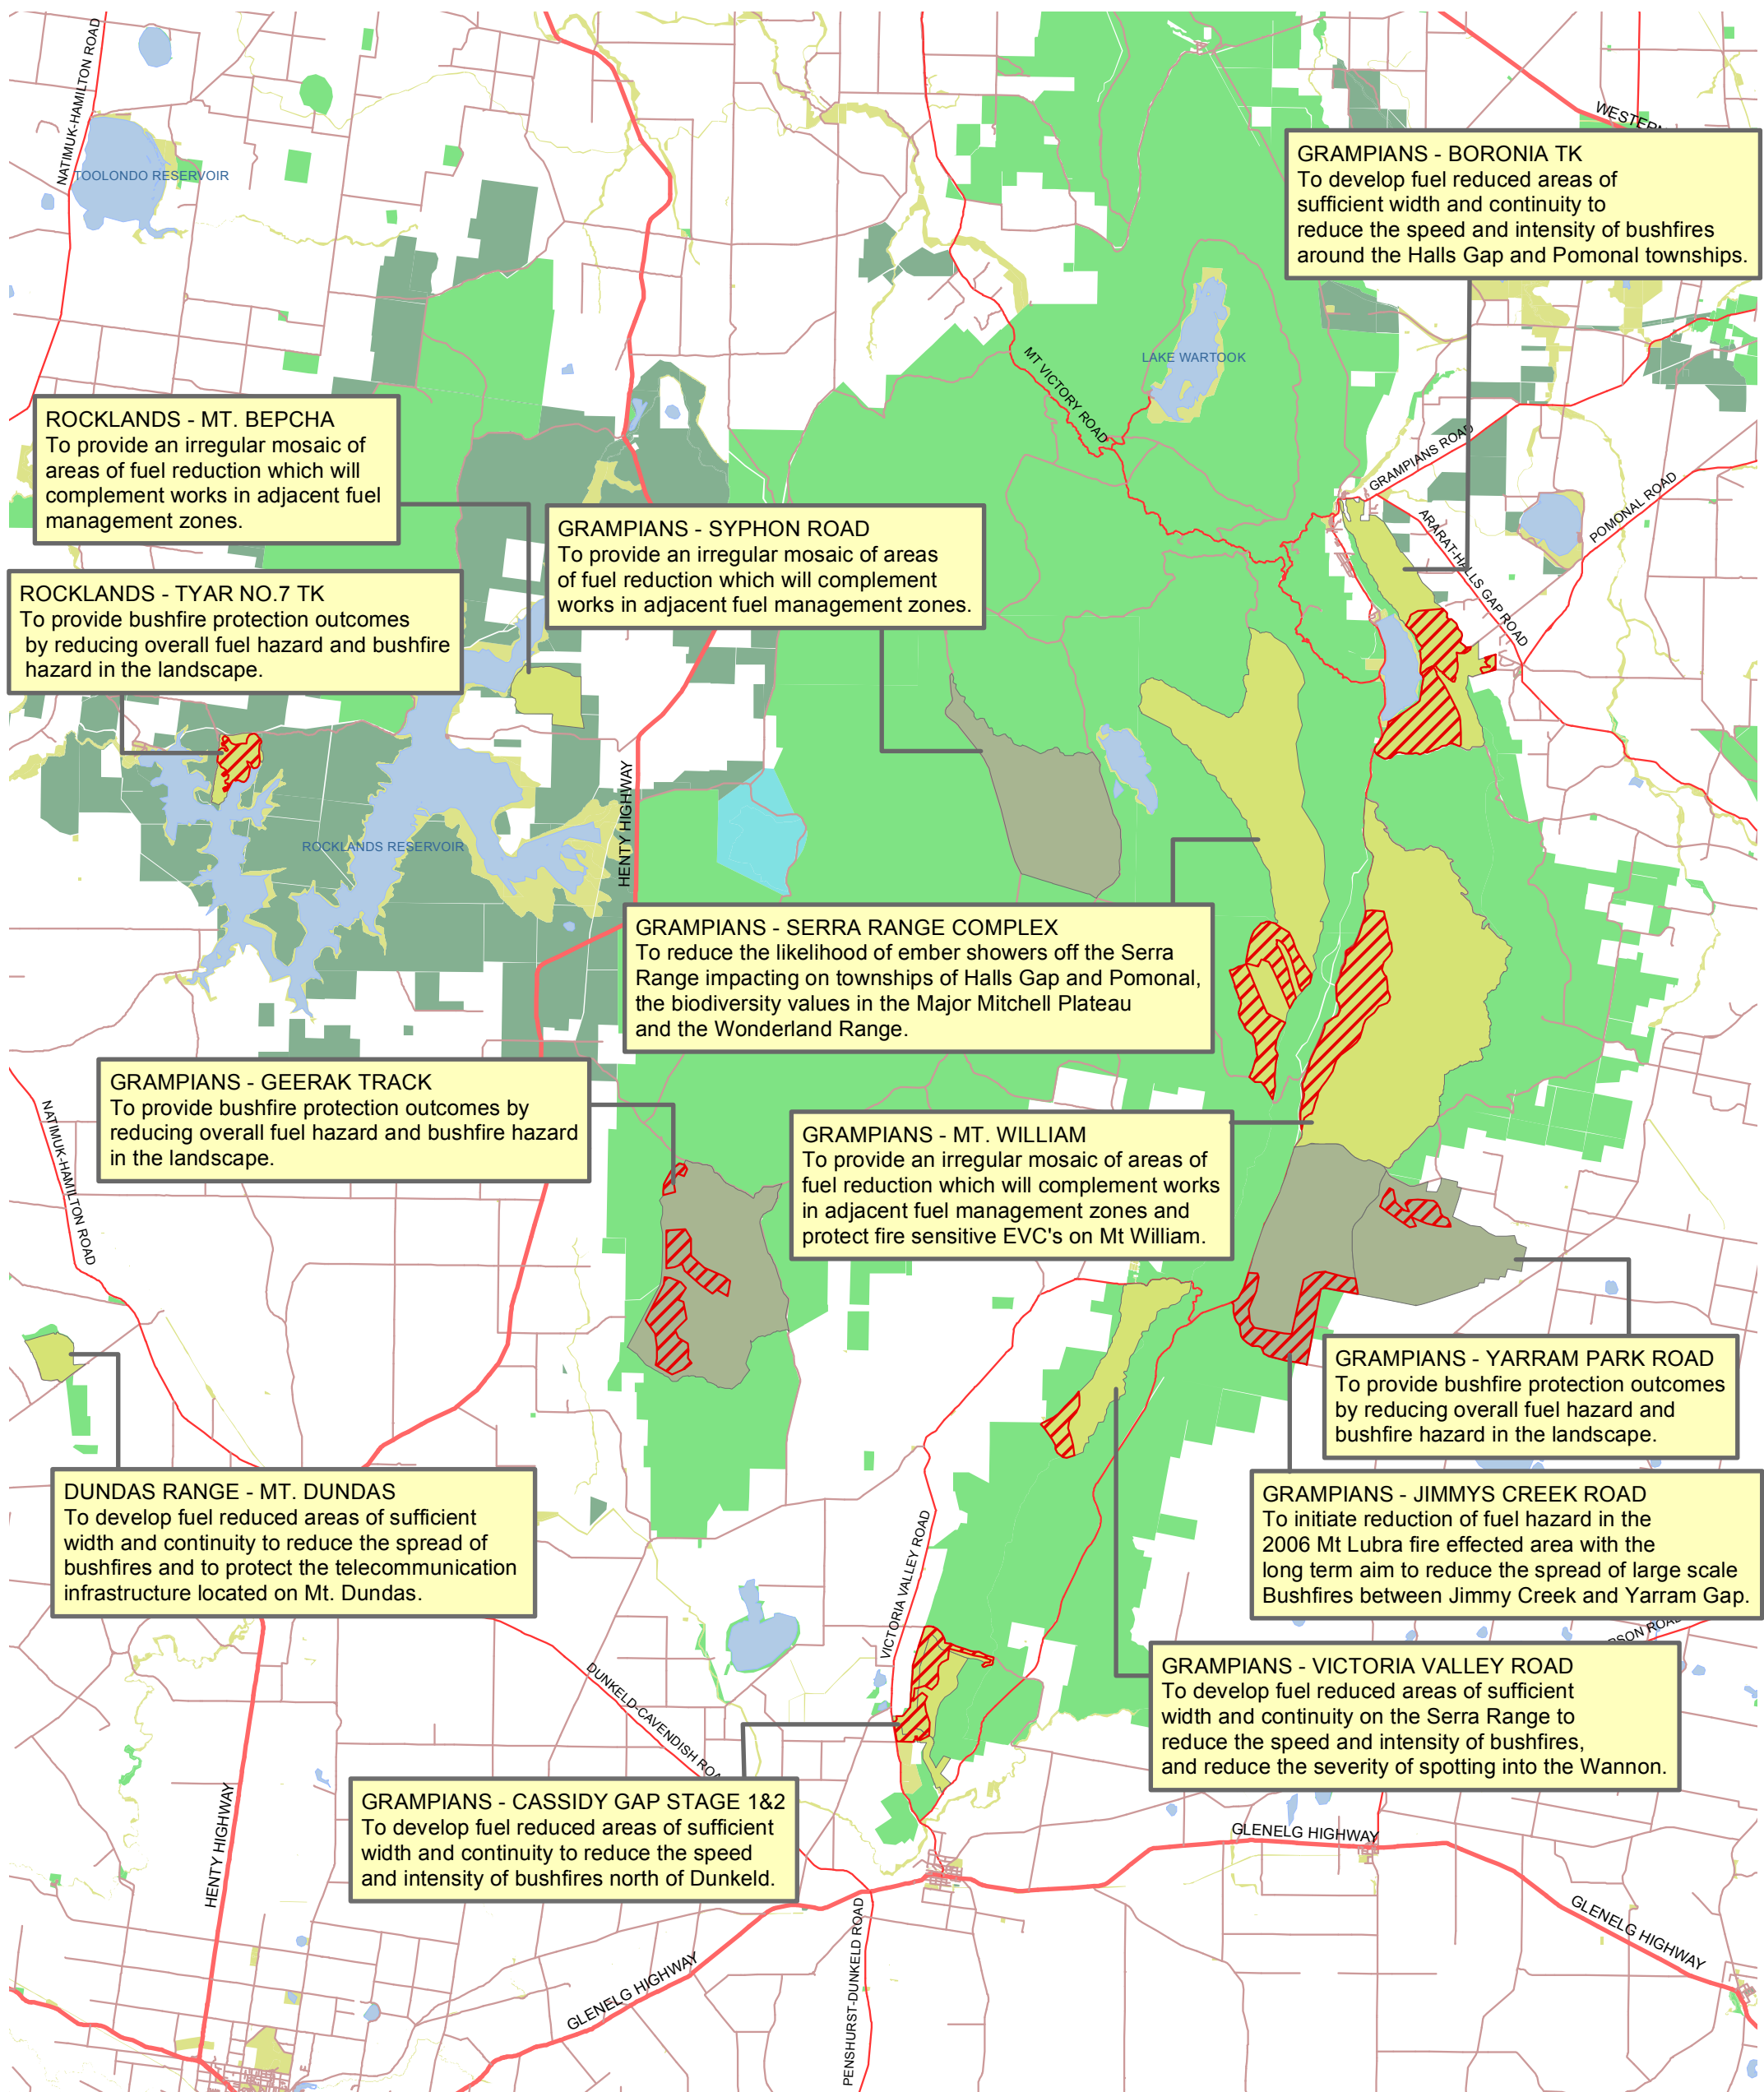 NATIMUK-HAMILTON ROAD
TOOLONDO RESERVOIR
WESTERN
GRAMPIANS - BORONIA TK
To develop fuel reduced areas of
sufficient width and continuity to
reduce the speed and intensity of bushfires
around the Halls Gap and Pomonal townships.
LAKE WARTOOK
MT VICTORY ROAD
GRAMPIANS ROAD
POMONAL ROAD
ARARAT-HALLS GAP ROAD
ROCKLANDS - MT. BEPCHA
To provide an irregular mosaic of
areas of fuel reduction which will
complement works in adjacent fuel
management zones.
GRAMPIANS - SYPHON ROAD
To provide an irregular mosaic of areas
of fuel reduction which will complement
works in adjacent fuel management zones.
ROCKLANDS - TYAR NO.7 TK
To provide bushfire protection outcomes
by reducing overall fuel hazard and bushfire
hazard in the landscape.
HENTY HIGHWAY
ROCKLANDS RESERVOIR
GRAMPIANS - SERRA RANGE COMPLEX
To reduce the likelihood of ember showers off the Serra
Range impacting on townships of Halls Gap and Pomonal,
the biodiversity values in the Major Mitchell Plateau
and the Wonderland Range.
GRAMPIANS - GEERAK TRACK
To provide bushfire protection outcomes by
reducing overall fuel hazard and bushfire hazard
in the landscape.
NATIMUK-HAMILTON ROAD
GRAMPIANS - MT. WILLIAM
To provide an irregular mosaic of areas of
fuel reduction which will complement works
in adjacent fuel management zones and
protect fire sensitive EVC's on Mt William.
GRAMPIANS - YARRAM PARK ROAD
To provide bushfire protection outcomes
by reducing overall fuel hazard and
bushfire hazard in the landscape.
DUNDAS RANGE - MT. DUNDAS
To develop fuel reduced areas of sufficient
width and continuity to reduce the spread of
bushfires and to protect the telecommunication
infrastructure located on Mt. Dundas.
GRAMPIANS - JIMMYS CREEK ROAD
To initiate reduction of fuel hazard in the
2006 Mt Lubra fire effected area with the
long term aim to reduce the spread of large scale
Bushfires between Jimmy Creek and Yarram Gap.
VICTORIA VALLEY ROAD
RSON ROAD
GRAMPIANS - VICTORIA VALLEY ROAD
To develop fuel reduced areas of sufficient
width and continuity on the Serra Range to
reduce the speed and intensity of bushfires,
and reduce the severity of spotting into the Wannon.
DUNKELD-CAVENDISH ROA
GRAMPIANS - CASSIDY GAP STAGE 1&2
To develop fuel reduced areas of sufficient
width and continuity to reduce the speed
and intensity of bushfires north of Dunkeld.
HENTY HIGHWAY
GLENELG HIGHWAY
GLENELG HIGHWAY
GLENELG HIGHWAY
PENSHURST-DUNKELD ROAD